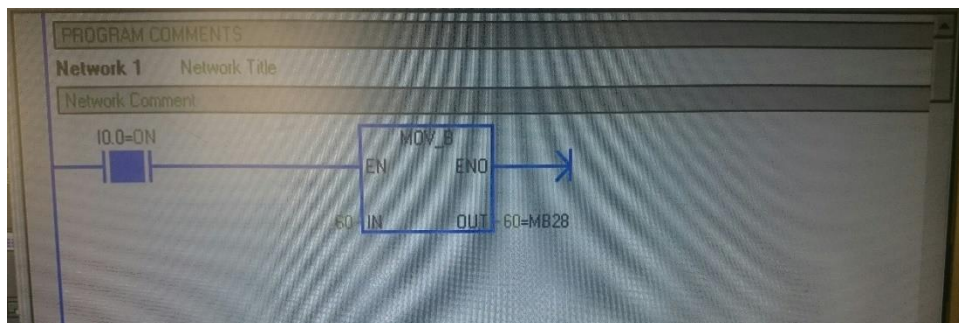 PROGRAM COMMENTS
Network 1 Network Title
Network Comment
I0.0=ON
MOV_B
EN ENO
60 IN OUT 60=MB28